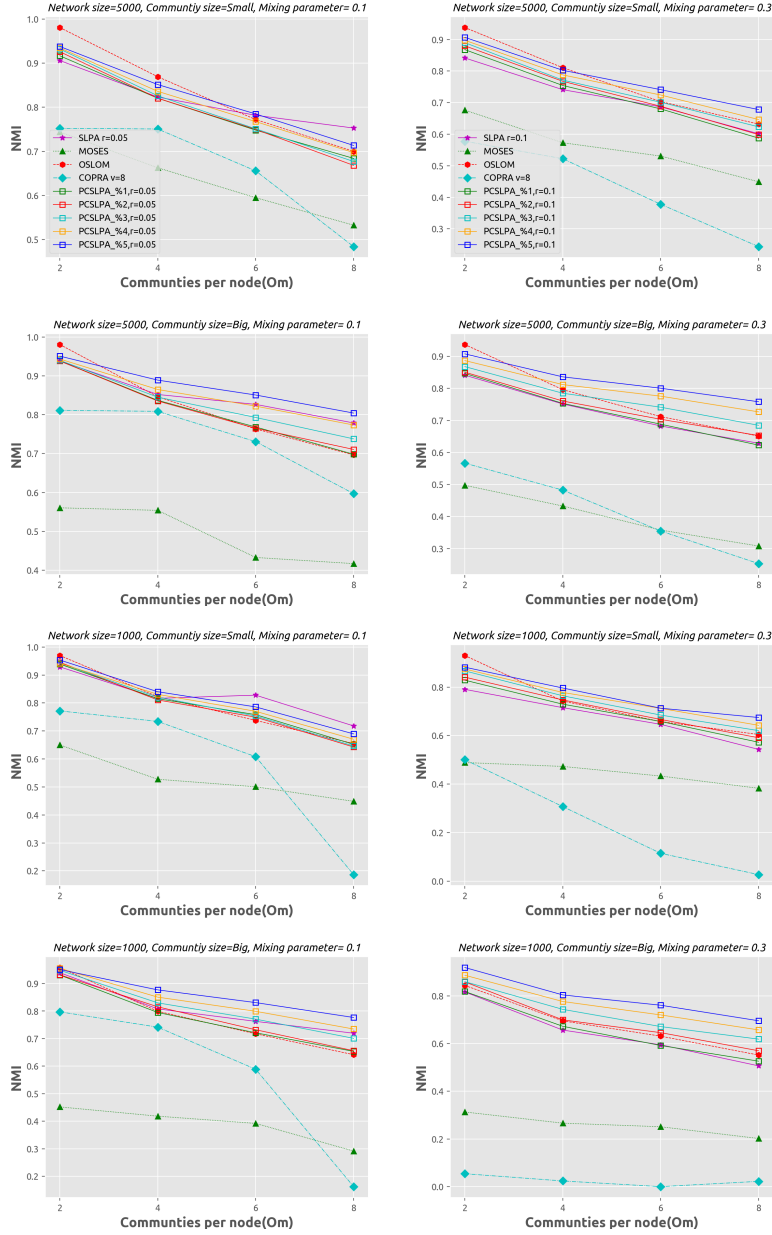 Network size=5000, Communtiy size=Small, Mixing parameter= 0.1
1.0
0.9
0.8
0.7
0.6
0.5
NMI
SLPA r=0.05
MOSES
OSLOM
COPRA v=8
PCSLPA_%1,r=0.05
PCSLPA_%2,r=0.05
PCSLPA_%3,r=0.05
PCSLPA_%4,r=0.05
PCSLPA_%5,r=0.05
2 4 6 8
Communties per node(Om)
Network size=5000, Communtiy size=Small, Mixing parameter= 0.3
0.9
0.8
0.7
0.6
0.5
0.4
0.3
NMI
SLPA r=0.1
MOSES
OSLOM
COPRA v=8
PCSLPA_%1,r=0.1
PCSLPA_%2,r=0.1
PCSLPA_%3,r=0.1
PCSLPA_%4,r=0.1
PCSLPA_%5,r=0.1
2 4 6 8
Communties per node(Om)
Network size=5000, Communtiy size=Big, Mixing parameter= 0.1
1.0
0.9
0.8
0.7
0.6
0.5
0.4
NMI
2 4 6 8
Communties per node(Om)
Network size=5000, Communtiy size=Big, Mixing parameter= 0.3
0.9
0.8
0.7
0.6
0.5
0.4
0.3
NMI
2 4 6 8
Communties per node(Om)
Network size=1000, Communtiy size=Small, Mixing parameter= 0.1
1.0
0.9
0.8
0.7
0.6
0.5
0.4
0.3
0.2
NMI
2 4 6 8
Communties per node(Om)
Network size=1000, Communtiy size=Small, Mixing parameter= 0.3
0.8
0.6
0.4
0.2
0.0
NMI
2 4 6 8
Communties per node(Om)
Network size=1000, Communtiy size=Big, Mixing parameter= 0.1
0.9
0.8
0.7
0.6
0.5
0.4
0.3
0.2
NMI
2 4 6 8
Communties per node(Om)
Network size=1000, Communtiy size=Big, Mixing parameter= 0.3
0.8
0.6
0.4
0.2
0.0
NMI
2 4 6 8
Communties per node(Om)